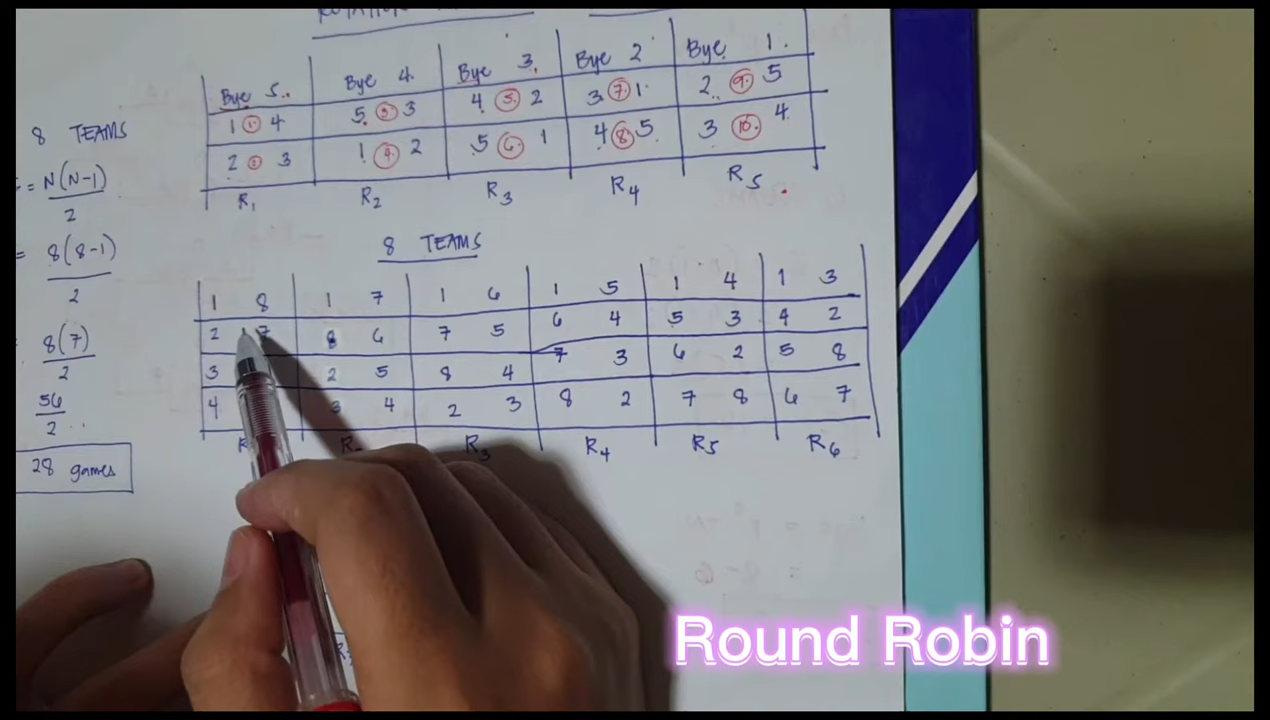 8 TEAMS
= N(N-1)
2
= 8(8-1)
2
8(7)
2
56
2
28 games
Bye 5. Bye 4 Bye 3. Bye 2 Bye 1.
1 1. 4 5 3. 3 4 5. 2 3 7. 1 2 9. 5
2 2 3 1 4. 2 5 6. 1 4 8 5 3 10. 4
R1 R2 R3 R4 R5
8 TEAMS
1 8 1 7 1 6 1 5 1 4 1 3
2 7 8 6 7 5 6 4 5 3 4 2
3 2 5 8 4 7 3 6 2 5 8
4 3 4 2 3 8 2 7 8 6 7
R R3 R4 R5 R6
Round Robin